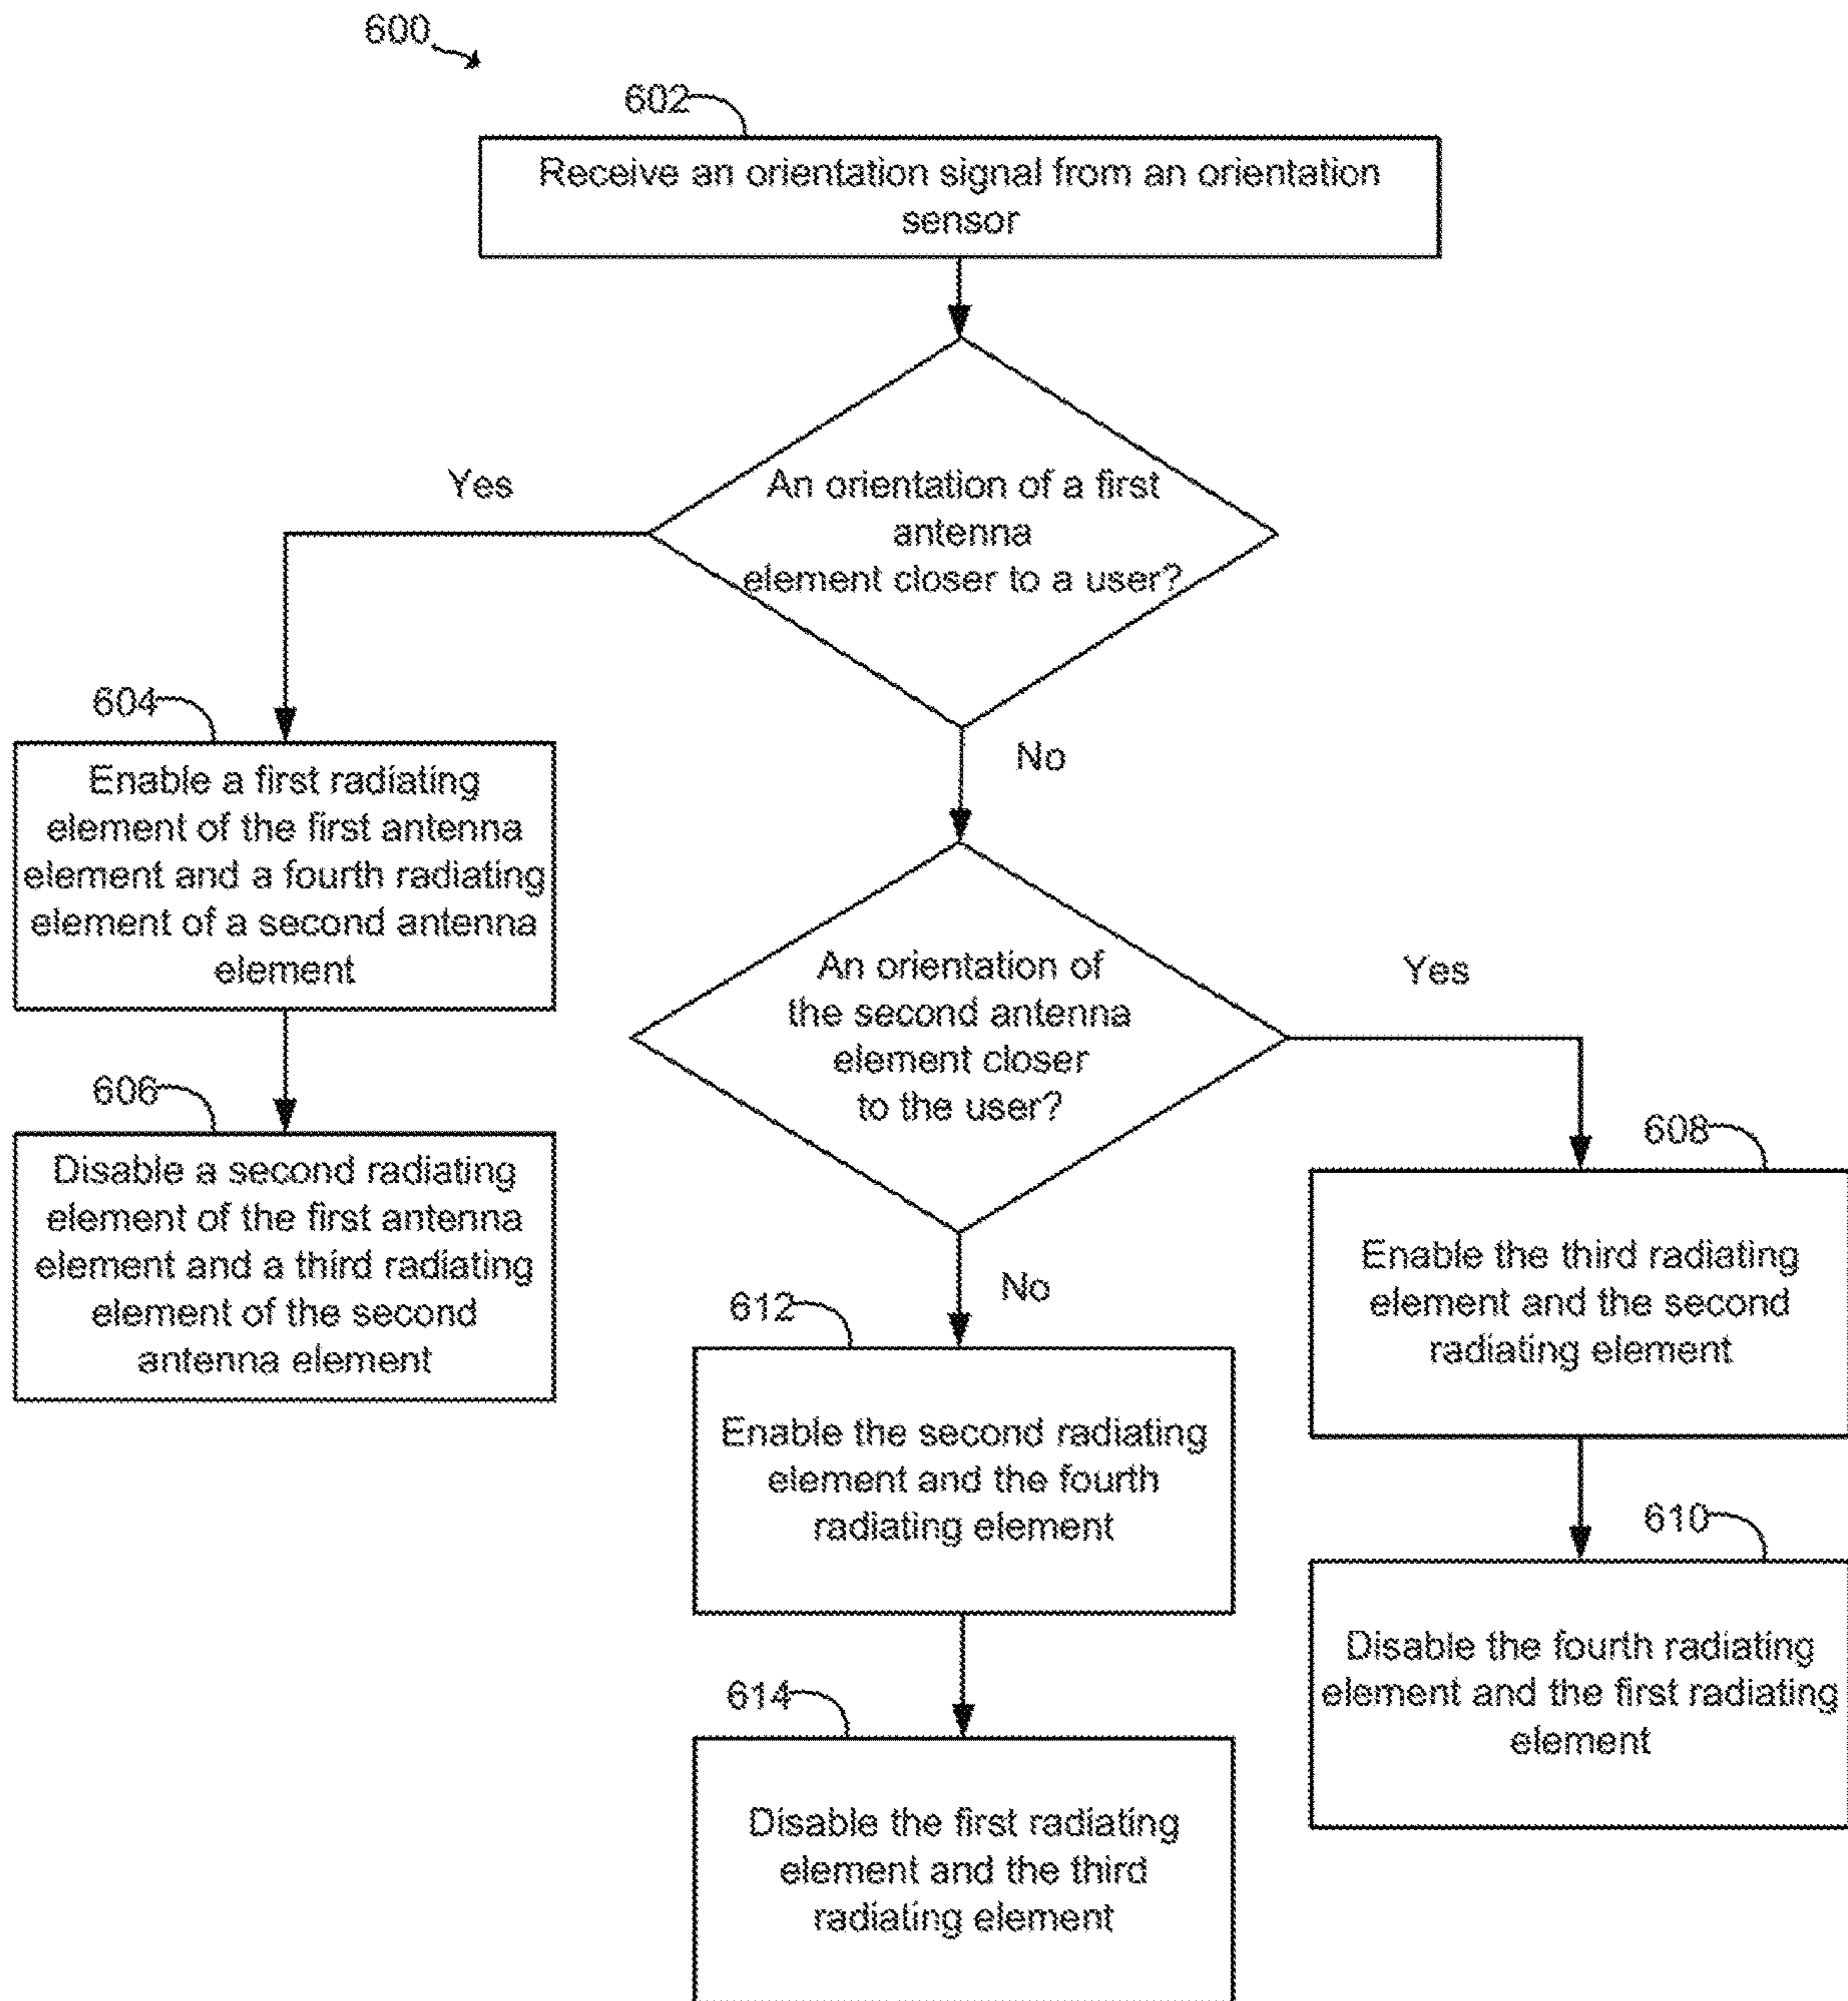 600
602
Receive an orientation signal from an orientation
sensor
Yes
An orientation of a first
antenna
element closer to a user?
No
604
Enable a first radiating
element of the first antenna
element and a fourth radiating
element of a second antenna
element
606
Disable a second radiating
element of the first antenna
element and a third radiating
element of the second
antenna element
An orientation of
the second antenna
element closer
to the user?
Yes
No
608
Enable the third radiating
element and the second
radiating element
610
Disable the fourth radiating
element and the first radiating
element
612
Enable the second radiating
element and the fourth
radiating element
614
Disable the first radiating
element and the third
radiating element